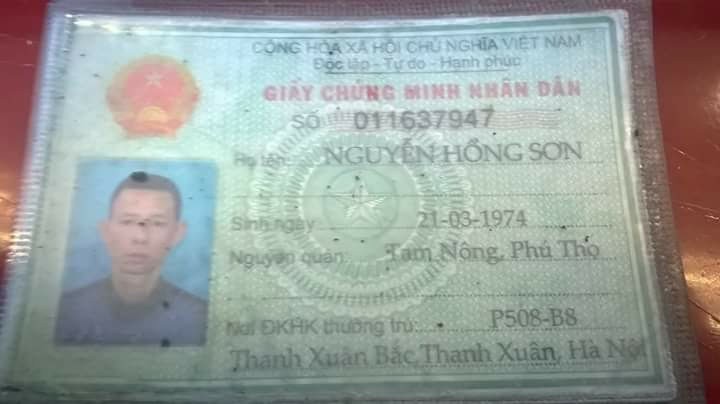 CỘNG HÒA XÃ HỘI CHỦ NGHĨA VIỆT NAM
Độc lập - Tự do - Hạnh phúc
GIẤY CHỨNG MINH NHÂN DÂN
SỐ 011637947
Họ tên: NGUYỄN HỒNG SƠN
Sinh ngày: 21-03-1974
Nguyên quán: Tam Nông, Phú Thọ
Nơi ĐKHK thường trú: P508-B8
Thanh Xuân Bắc, Thanh Xuân, Hà Nội